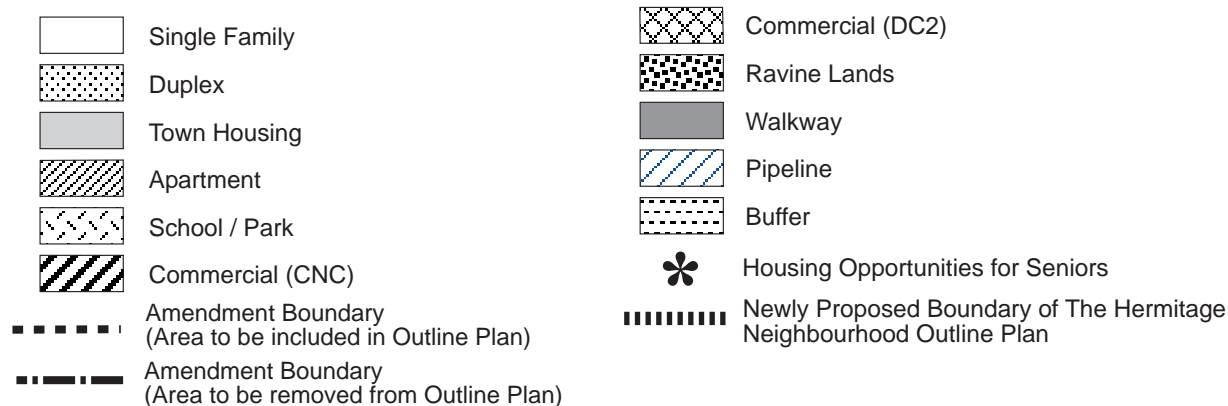 Single Family
Duplex
Town Housing
Apartment
School / Park
Commercial (CNC)
Amendment Boundary
(Area to be included in Outline Plan)
Amendment Boundary
(Area to be removed from Outline Plan)
Commercial (DC2)
Ravine Lands
Walkway
Pipeline
Buffer
Housing Opportunities for Seniors
Newly Proposed Boundary of The Hermitage
Neighbourhood Outline Plan